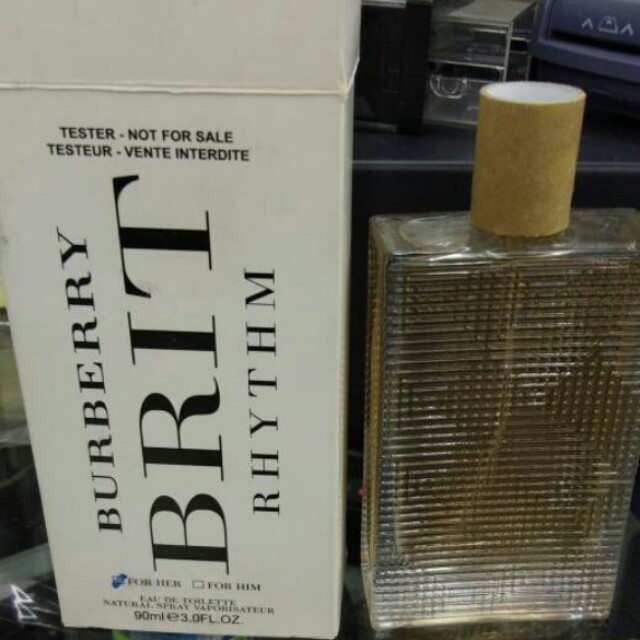 TESTER - NOT FOR SALE
TESTEUR - VENTE INTERDITE
BURBERRY
BRIT
RHYTHM
FOR HER FOR HIM
EAU DE TOILETTE
NATURAL SPRAY VAPORISATEUR
90ml e 3.0FL.OZ.